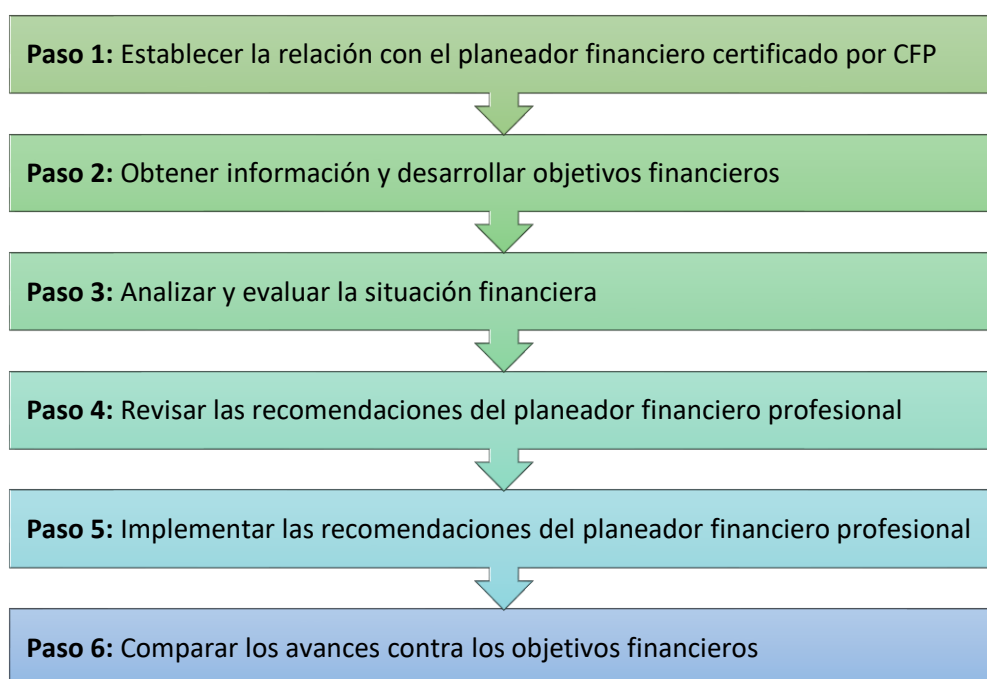 Paso 1: Establecer la relación con el planeador financiero certificado por CFP
Paso 2: Obtener información y desarrollar objetivos financieros
Paso 3: Analizar y evaluar la situación financiera
Paso 4: Revisar las recomendaciones del planeador financiero profesional
Paso 5: Implementar las recomendaciones del planeador financiero profesional
Paso 6: Comparar los avances contra los objetivos financieros